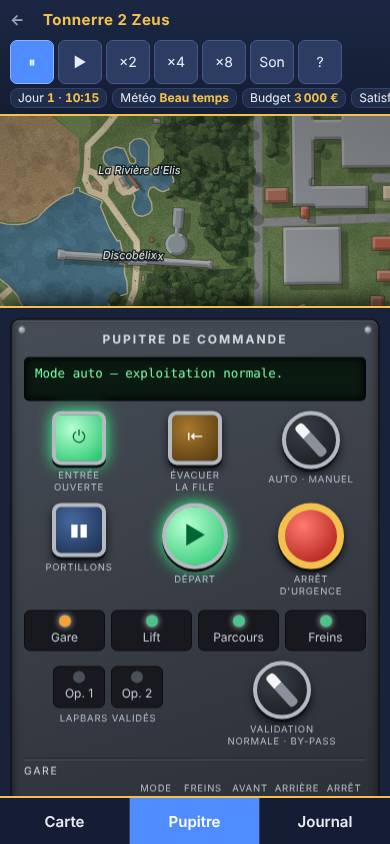 ← Tonnerre 2 Zeus
×2 ×4 ×8 Son ?
Jour 1 · 10:15 Météo Beau temps Budget 3 000 € Satisf
La Rivière d'Elis
Discobélix x
PUPITRE DE COMMANDE
Mode auto — exploitation normale.
ENTRÉE
OUVERTE
ÉVACUER
LA FILE
AUTO · MANUEL
PORTILLONS
DÉPART
ARRÊT
D'URGENCE
Gare Lift Parcours Freins
Op. 1 Op. 2
LAPBARS VALIDÉS
VALIDATION
NORMALE · BY-PASS
GARE
MODE FREINS AVANT ARRIÈRE ARRÊT
Carte Pupitre Journal